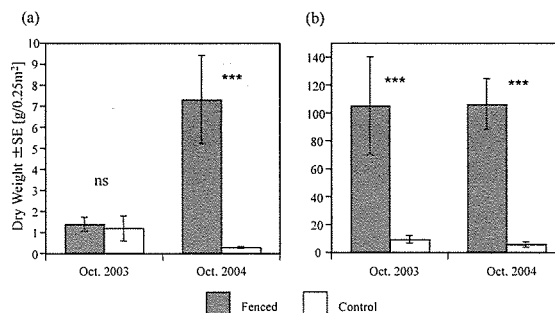 (a)
(b)
Dry Weight ±SE [g/0.25m²]
10
9
8
7
6
5
4
3
2
1
0
ns
***
Oct. 2003
Oct. 2004
140
120
100
80
60
40
20
0
***
***
Oct. 2003
Oct. 2004
Fenced
Control